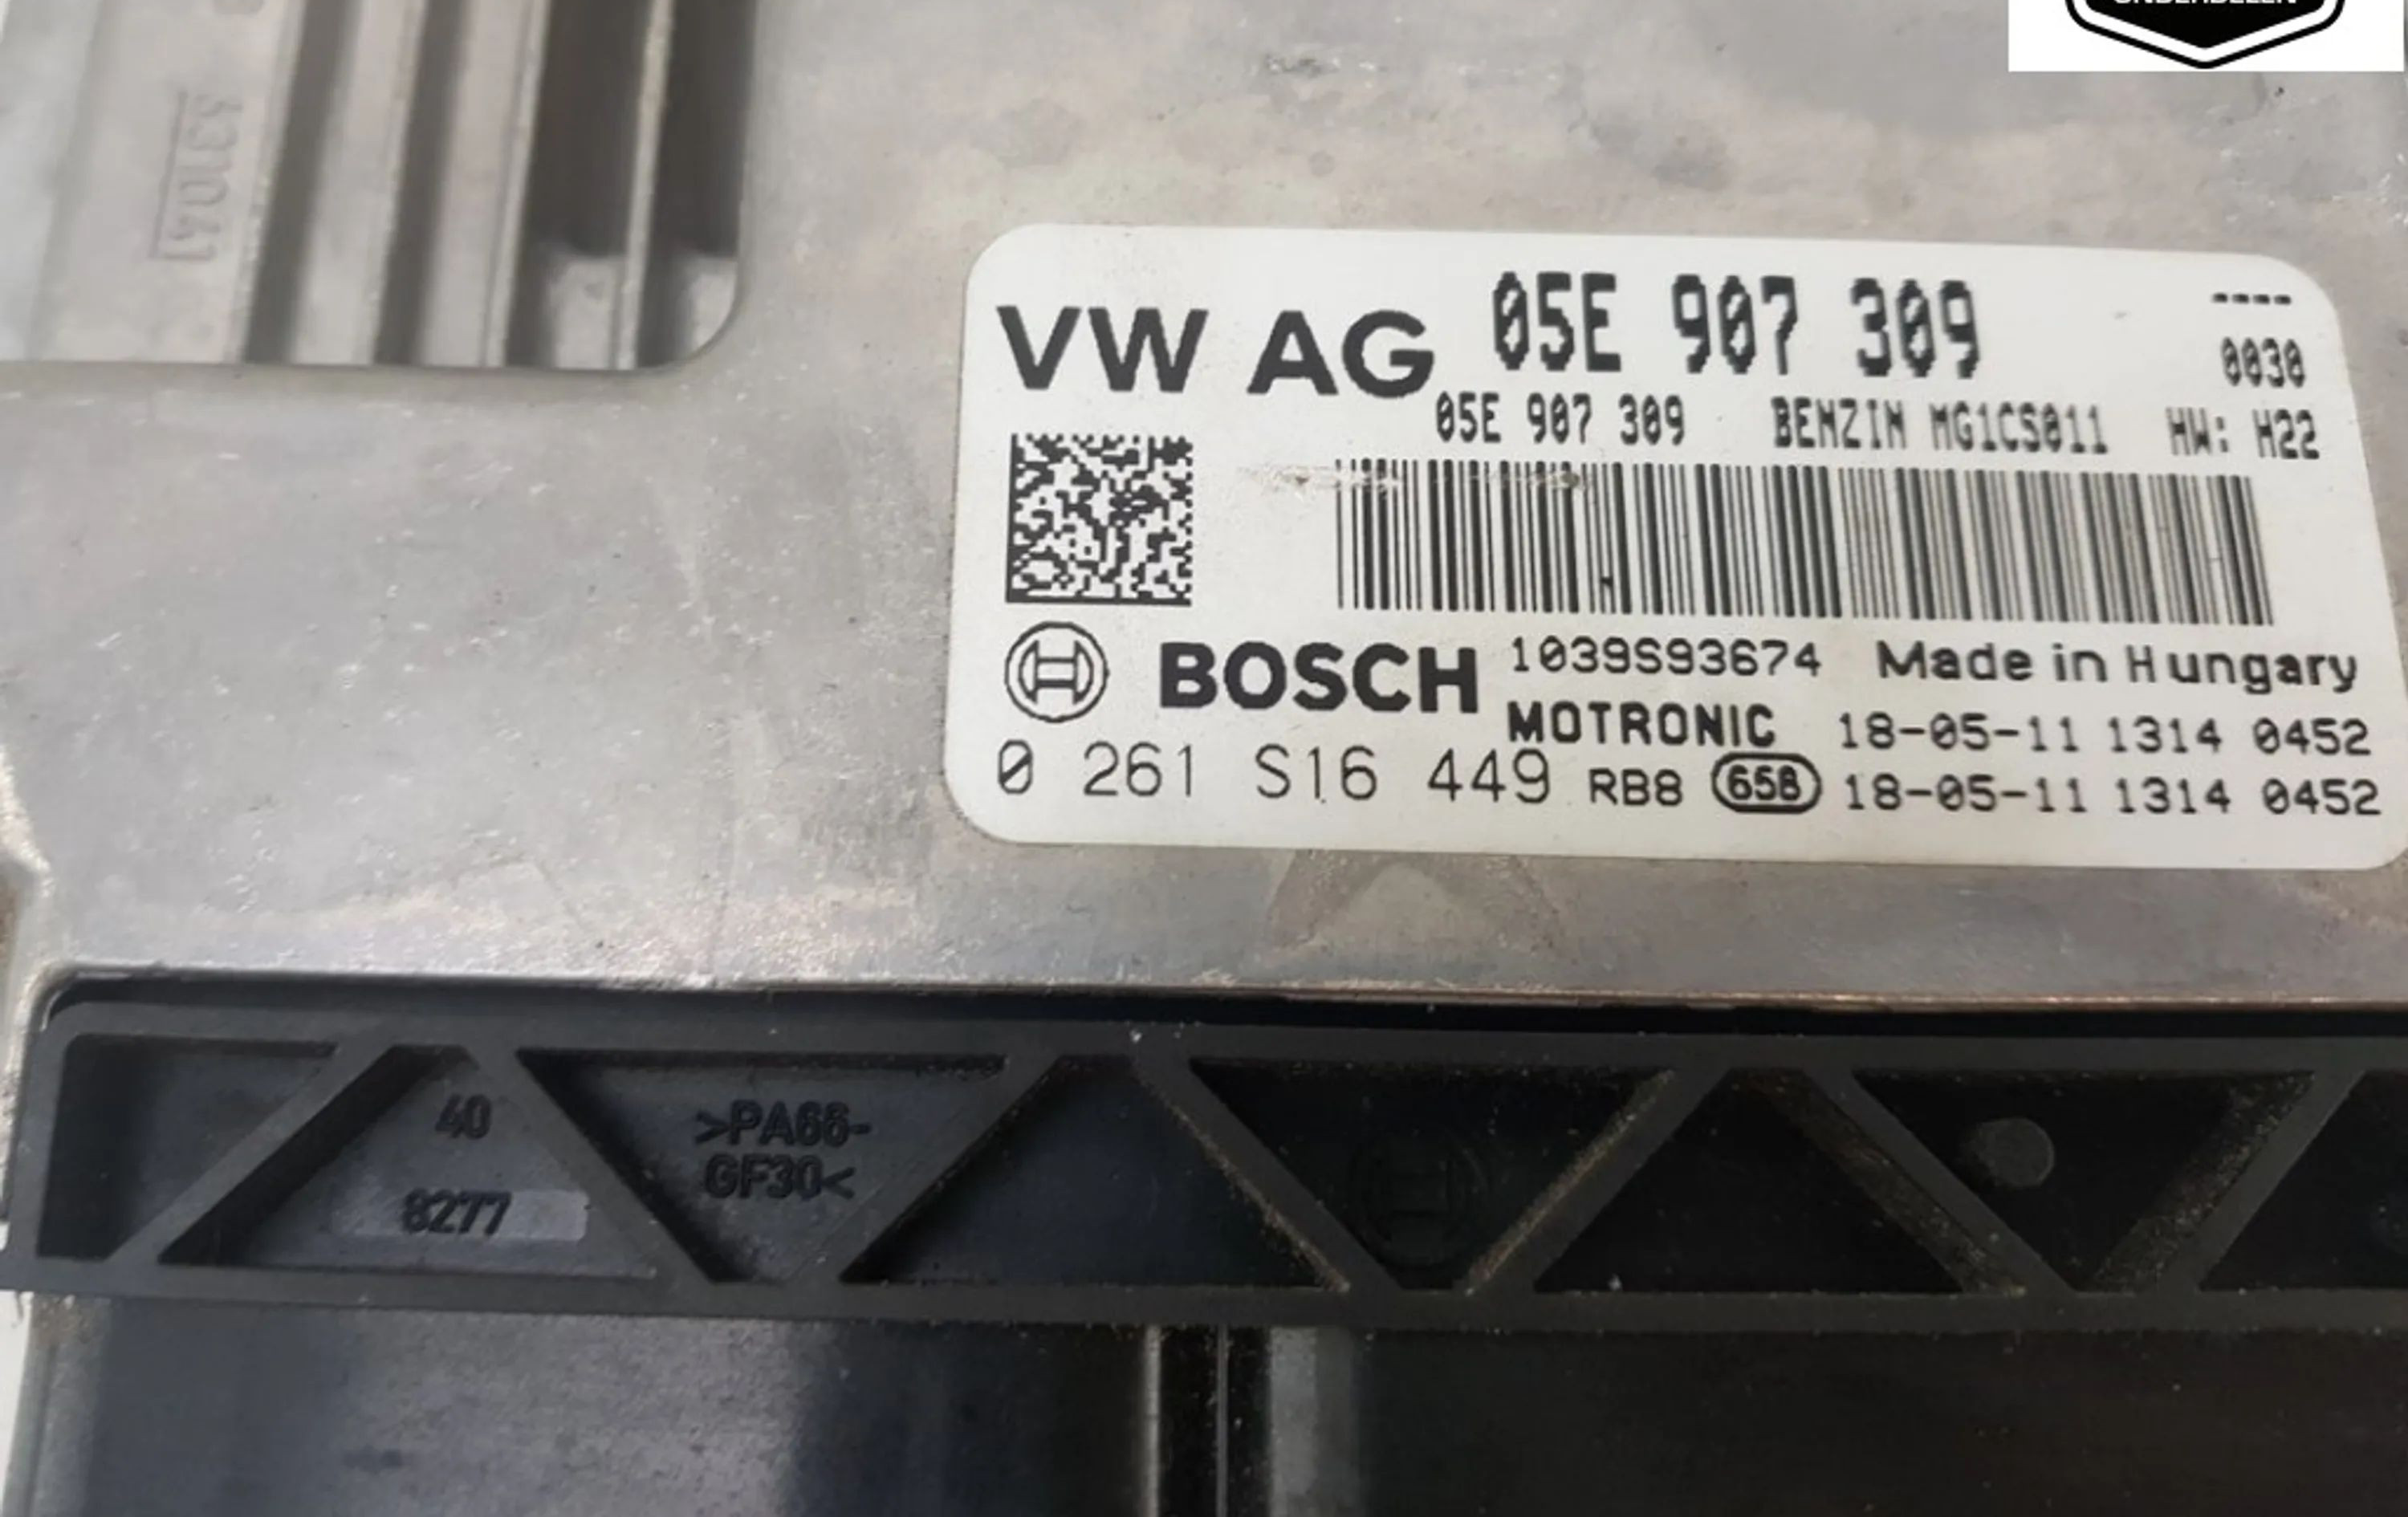 ONDERDELEN
331041
VW AG 05E 907 309 ----
0030
05E 907 309 BENZIN MG1CS011 HW: H22
BOSCH 1039S93674 Made in Hungary
MOTRONIC 18-05-11 1314 0452
0 261 S16 449 RB8 658 18-05-11 1314 0452
40
8277
>PA66-
GF30<